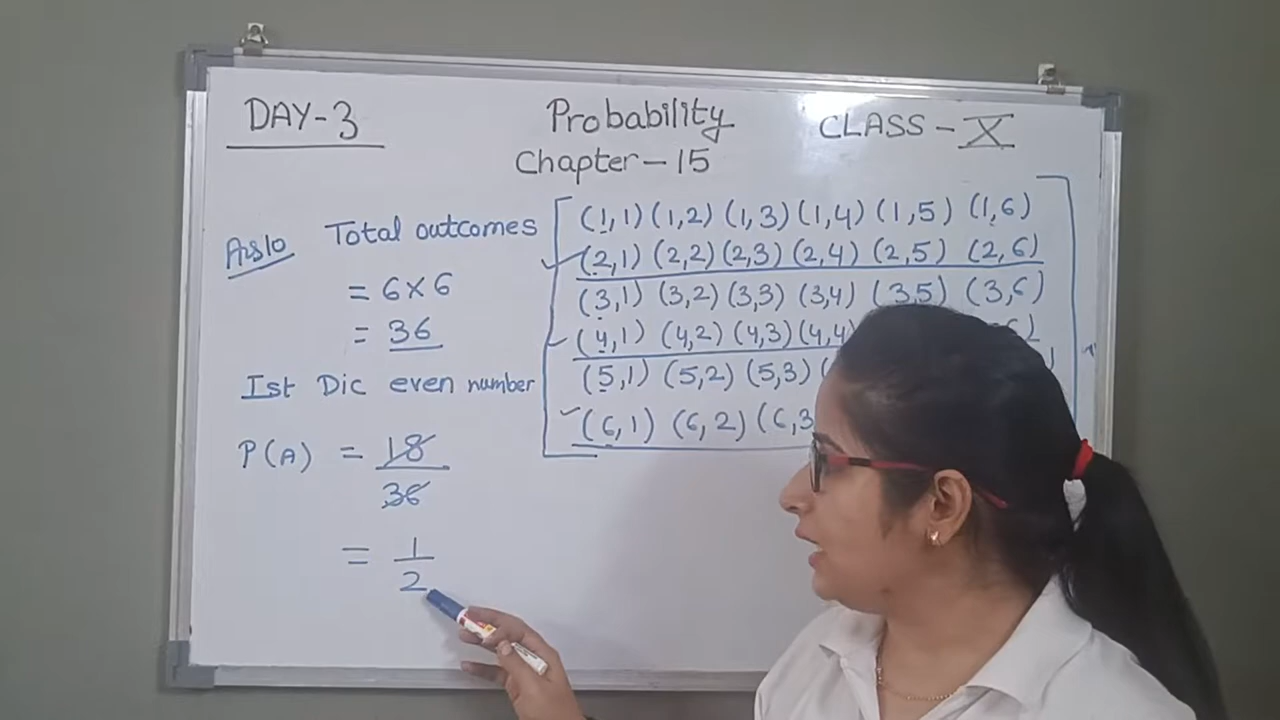 DAY-3
Probability
CLASS - X
Chapter - 15
Ans10
Total outcomes
= 6×6
= 36
(1,1) (1,2) (1,3) (1,4) (1,5) (1,6)
(2,1) (2,2) (2,3) (2,4) (2,5) (2,6)
(3,1) (3,2) (3,3) (3,4) (3,5) (3,6)
(4,1) (4,2) (4,3) (4,4) 6)
(5,1) (5,2) (5,3) (
(6,1) (6,2) (6,3
Ist Dic even number
P(A) = 18/36
= 1/2